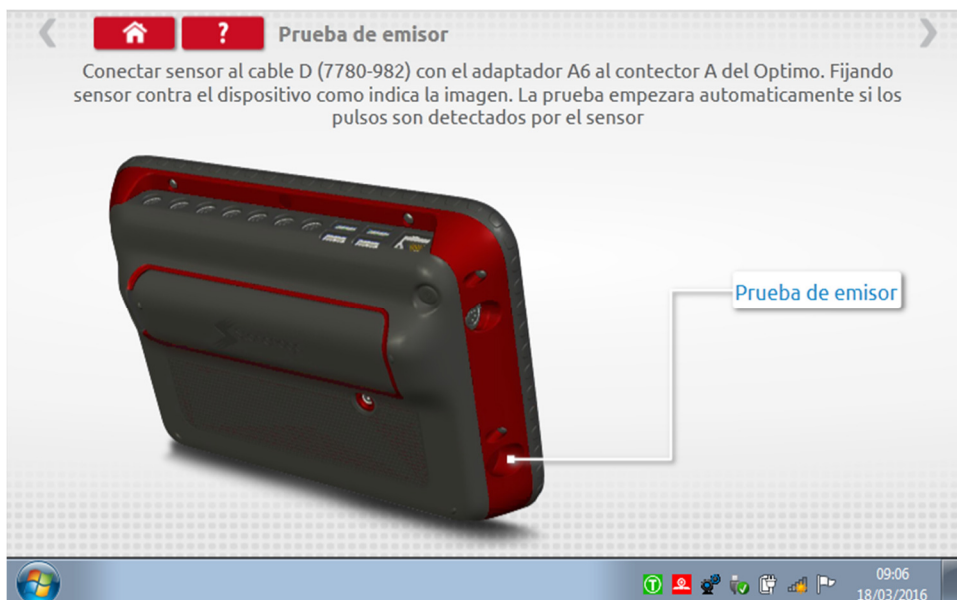 ?
Prueba de emisor
Conectar sensor al cable D (7780-982) con el adaptador A6 al contector A del Optimo. Fijando
sensor contra el dispositivo como indica la imagen. La prueba empezara automaticamente si los
pulsos son detectados por el sensor
Prueba de emisor
09:06
18/03/2016